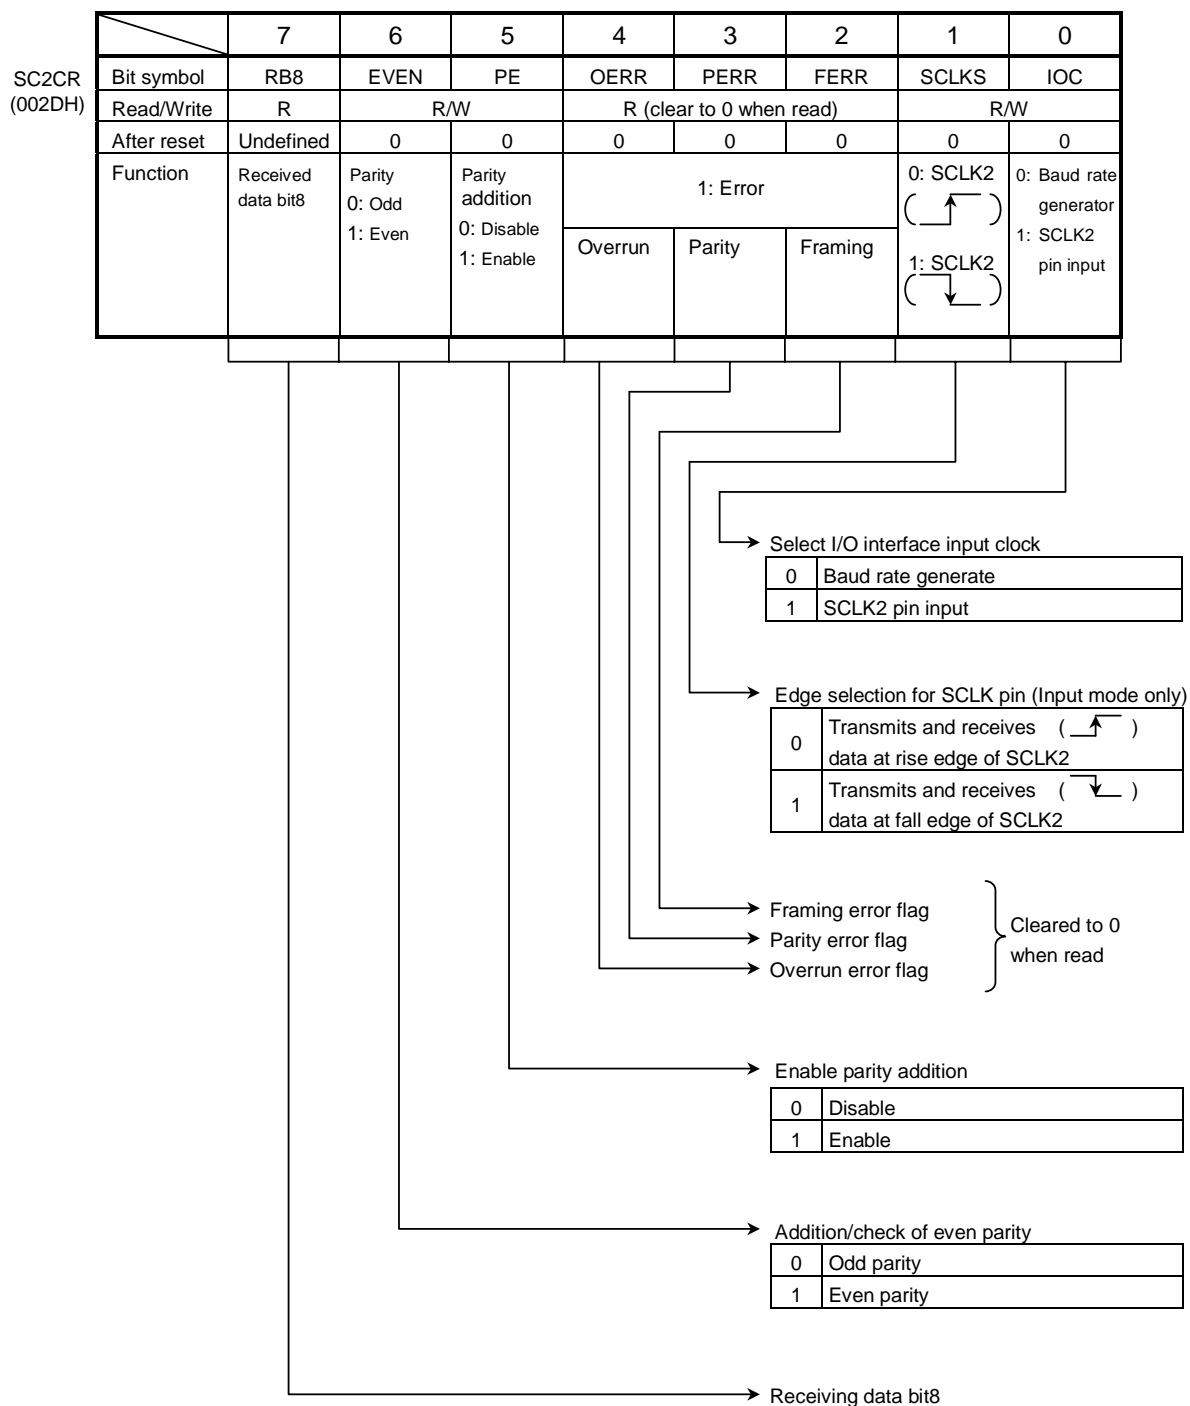 7 6 5 4 3 2 1 0
SC2CR
(002DH)
Bit symbol RB8 EVEN PE OERR PERR FERR SCLKS IOC
Read/Write R R/W R (clear to 0 when read) R/W
After reset Undefined 0 0 0 0 0 0 0
Function
Received
data bit8
Parity
0: Odd
1: Even
Parity
addition
0: Disable
1: Enable
1: Error
Overrun Parity Framing
0: SCLK2
( )
1: SCLK2
( )
0: Baud rate
generator
1: SCLK2
pin input
Select I/O interface input clock
0 Baud rate generate
1 SCLK2 pin input
Edge selection for SCLK pin (Input mode only)
0 Transmits and receives ( )
data at rise edge of SCLK2
1 Transmits and receives ( )
data at fall edge of SCLK2
Framing error flag
Parity error flag
Overrun error flag
Cleared to 0
when read
Enable parity addition
0 Disable
1 Enable
Addition/check of even parity
0 Odd parity
1 Even parity
Receiving data bit8